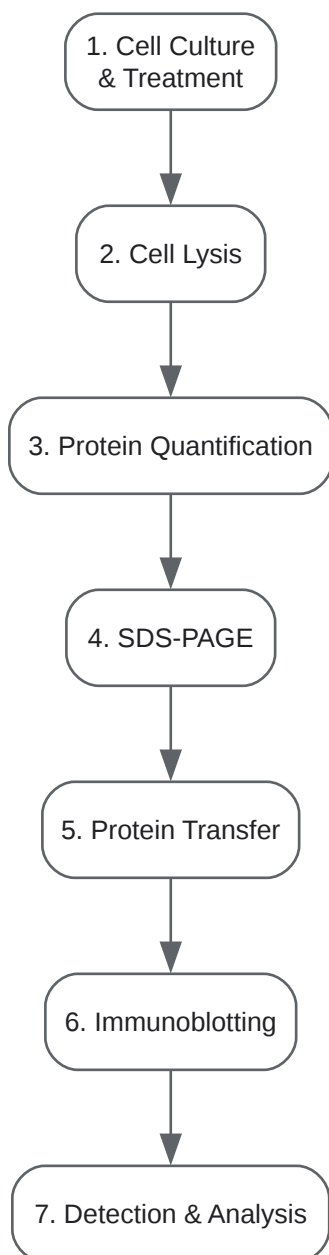 1. Cell Culture
& Treatment
2. Cell Lysis
3. Protein Quantification
4. SDS-PAGE
5. Protein Transfer
6. Immunoblotting
7. Detection & Analysis